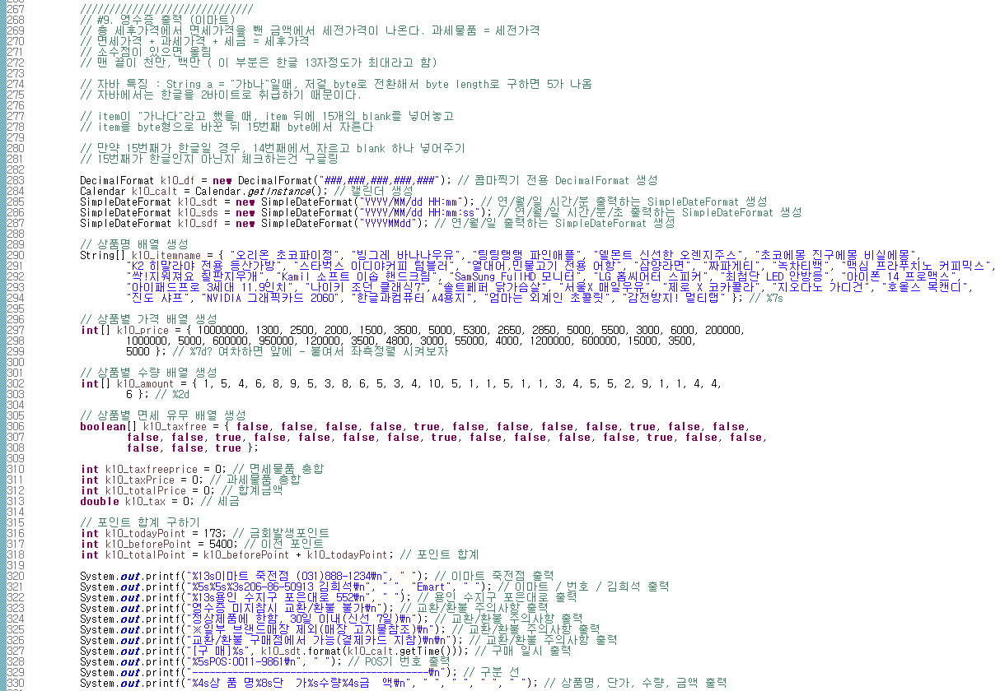 267 ////////////////////////////////
268 // #9. 영수증 출력 (이마트)
269 // 총 세후가격에서 면세가격을 뺀 금액에서 세전가격이 나온다. 과세물품 = 세전가격
270 // 면세가격 + 과세가격 + 세금 = 세후가격
271 // 소수점이 있으면 올림
272 // 맨 끝이 천만, 백만 ( 이 부분은 한글 13자정도가 최대라고 함)
273
274 // 자바 특징 : String a = "가b나"일때, 저걸 byte로 전환해서 byte length로 구하면 5가 나옴
275 // 자바에서는 한글을 2바이트로 취급하기 때문이다.
276
277 // item이 "가나다"라고 했을 때, item 뒤에 15개의 blank를 넣어놓고
278 // item을 byte형으로 바꾼 뒤 15번째 byte에서 자른다
279
280 // 만약 15번째가 한글일 경우, 14번째에서 자르고 blank 하나 넣어주기
281 // 15번째가 한글인지 아닌지 체크하는건 구글링
282
283 DecimalFormat k10_df = new DecimalFormat("###,###,###,###,###"); // 콤마찍기 전용 DecimalFormat 생성
284 Calendar k10_calt = Calendar.getInstance(); // 캘린더 생성
285 SimpleDateFormat k10_sdt = new SimpleDateFormat("YYYY/MM/dd HH:mm"); // 연/월/일 시간/분 출력하는 SimpleDateFormat 생성
286 SimpleDateFormat k10_sds = new SimpleDateFormat("YYYY/MM/dd HH:mm:ss"); // 연/월/일 시간/분/초 출력하는 SimpleDateFormat 생성
287 SimpleDateFormat k10_sdf = new SimpleDateFormat("YYYYMMdd"); // 연/월/일 출력하는 SimpleDateFormat 생성
288
289 // 상품명 배열 생성
290 String[] k10_itemname = { "오리온 초코파이정", "빙그레 바나나우유", "팅팅탱탱 파인애플", "델몬트 신선한 오렌지주스", "초코에몽 진구에몽 비실에몽",
291 "K2 히말라야 전용 등산가방", "스타벅스 이디야커피 텀블러", "열대어,민물고기 전용 어항", "삼양라면", "짜파게티", "녹차티백", "맥심 프라푸치노 커피믹스",
292 "싹!지워져요 칠판지우개", "Kamil 소프트 이솝 핸드크림", "SamSung FullHD 모니터", "LG 홈씨어터 스피커", "최첨단 LED 안방등", "아이폰 14 프로맥스",
293 "아이패드프로 3세대 11.9인치", "나이키 조던 클래식7", "솔트페퍼 닭가슴살", "서울X 매일우유", "제로 X 코카콜라", "지오다노 가디건", "호올스 목캔디",
294 "진도 샤프", "NVIDIA 그래픽카드 2060", "한글과컴퓨터 A4용지", "엄마는 외계인 초콜릿", "감전방지! 멀티탭" }; // %7s
295
296 // 상품별 가격 배열 생성
297 int[] k10_price = { 10000000, 1300, 2500, 2000, 1500, 3500, 5000, 5300, 2650, 2850, 5000, 5500, 3000, 6000, 200000,
298 1000000, 5000, 600000, 950000, 120000, 3500, 4800, 3000, 55000, 4000, 1200000, 600000, 15000, 3500,
299 5000 }; // %7d? 여차하면 앞에 - 붙여서 좌측정렬 시켜보자
300
301 // 상품별 수량 배열 생성
302 int[] k10_amount = { 1, 5, 4, 6, 8, 9, 5, 3, 8, 6, 5, 3, 4, 10, 5, 1, 1, 5, 1, 1, 3, 4, 5, 5, 2, 9, 1, 1, 4, 4,
303 6 }; // %2d
304
305 // 상품별 면세 유무 배열 생성
306 boolean[] k10_taxfree = { false, false, false, false, true, false, false, false, false, true, false, false,
307 false, false, true, false, false, false, false, true, false, false, false, false, true, false, false,
308 false, false, true };
309
310 int k10_taxfreeprice = 0; // 면세물품 총합
311 int k10_taxPrice = 0; // 과세물품 총합
312 int k10_totalPrice = 0; // 합계금액
313 double k10_tax = 0; // 세금
314
315 // 포인트 합계 구하기
316 int k10_todayPoint = 173; // 금회발생포인트
317 int k10_beforePoint = 5400; // 이전 포인트
318 int k10_totalPoint = k10_beforePoint + k10_todayPoint; // 포인트 합계
319
320 System.out.printf("%13s이마트 죽전점 (031)888-1234\n", " "); // 이마트 죽전점 출력
321 System.out.printf("%5s%5s%3s206-86-50913 김희석\n", " ", "Emart", " "); // 이마트 / 번호 / 김희석 출력
322 System.out.printf("%13s용인 수지구 포은대로 552\n", " "); // 용인 수지구 포은대로 출력
323 System.out.printf("영수증 미지참시 교환/환불 불가\n"); // 교환/환불 주의사항 출력
324 System.out.printf("정상제품에 한함, 30일 이내(신선 7일)\n"); // 교환/환불 주의사항 출력
325 System.out.printf("※일부 브랜드매장 제외(매장 고지물참조)\n"); // 교환/환불 주의사항 출력
326 System.out.printf("교환/환불 구매점에서 가능(결제카드 지참)\n\n"); // 교환/환불 주의사항 출력
327 System.out.printf("[구 매]%s", k10_sdt.format(k10_calt.getTime())); // 구매 일시 출력
328 System.out.printf("%5sPOS:0011-9861\n", " "); // POS기 번호 출력
329 System.out.printf("-----------------------------------------\n"); // 구분 선
330 System.out.printf("%4s상 품 명%8s단  가%s수량%4s금  액\n", " ", " ", " ", " "); // 상품명, 단가, 수량, 금액 출력